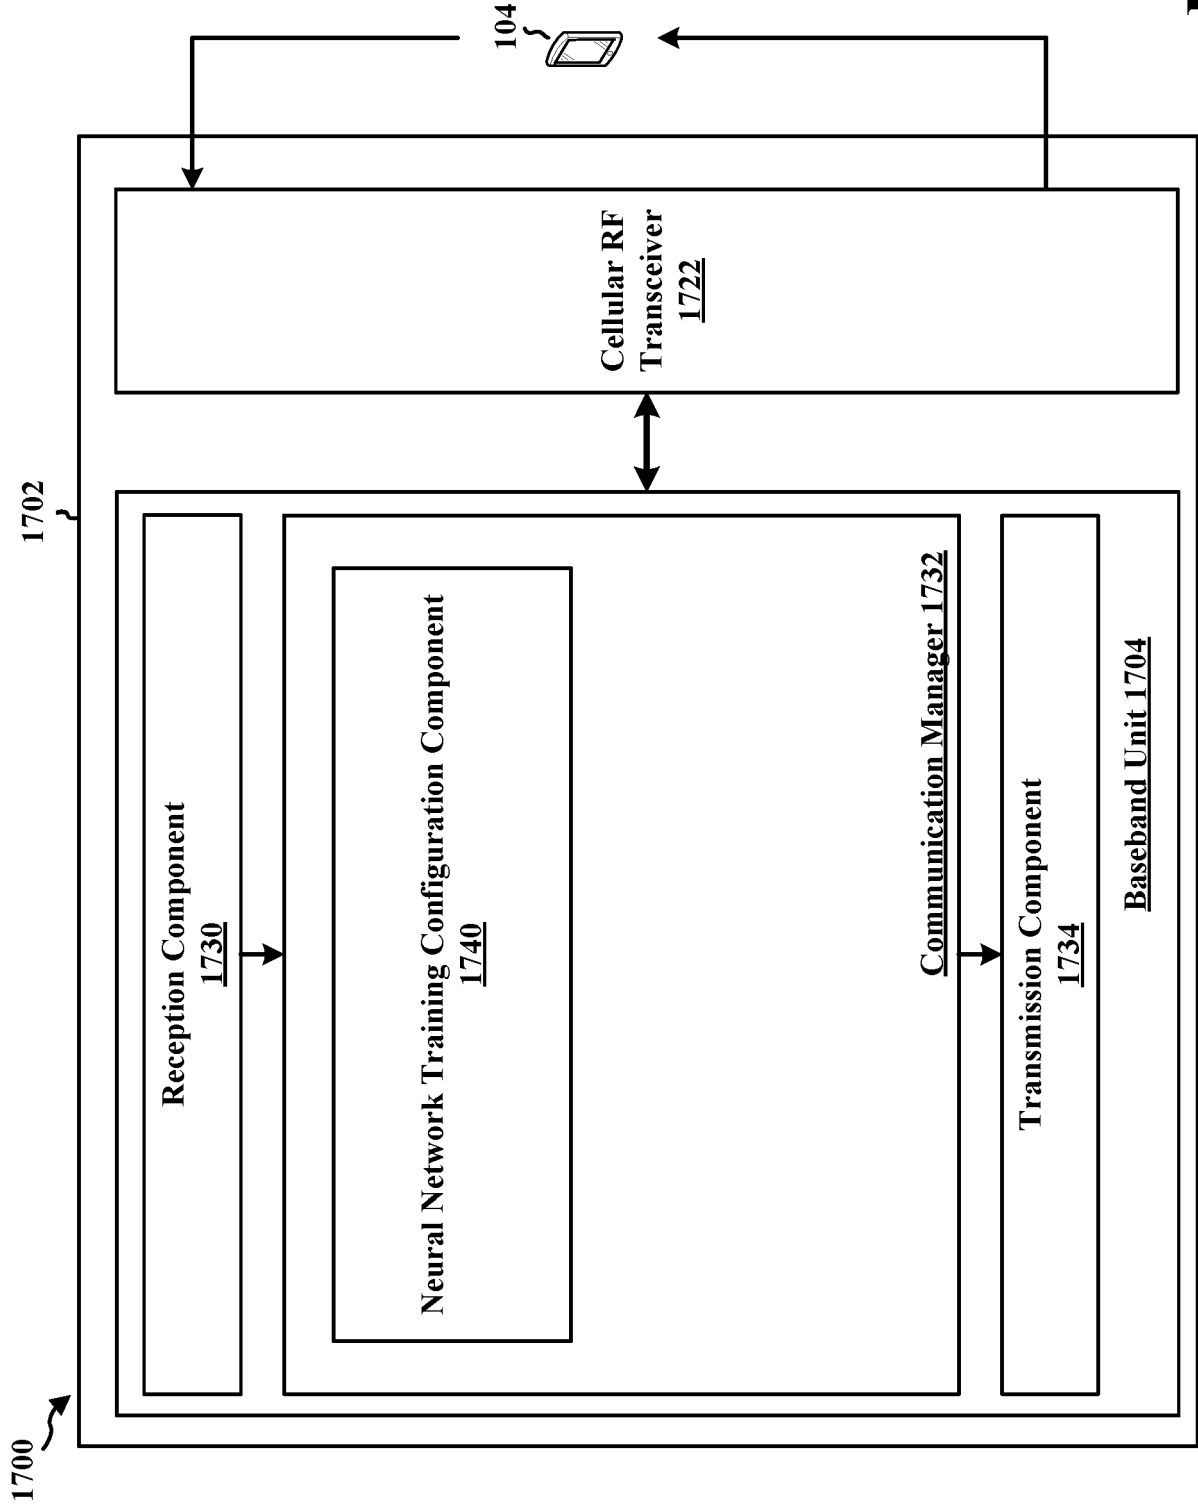 1700
1702
104
Reception Component
1730
Neural Network Training Configuration Component
1740
Communication Manager 1732
Transmission Component
1734
Baseband Unit 1704
Cellular RF
Transceiver
1722